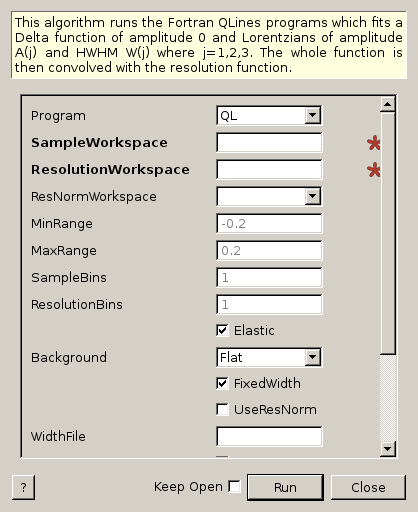 This algorithm runs the Fortran QLines programs which fits a
Delta function of amplitude 0 and Lorentzians of amplitude
A(j) and HWHM W(j) where j=1,2,3. The whole function is
then convolved with the resolution function.
Program QL
SampleWorkspace *
ResolutionWorkspace *
ResNormWorkspace
MinRange -0.2
MaxRange 0.2
SampleBins 1
ResolutionBins 1
Elastic
Background Flat
FixedWidth
UseResNorm
WidthFile
? Keep Open Run Close